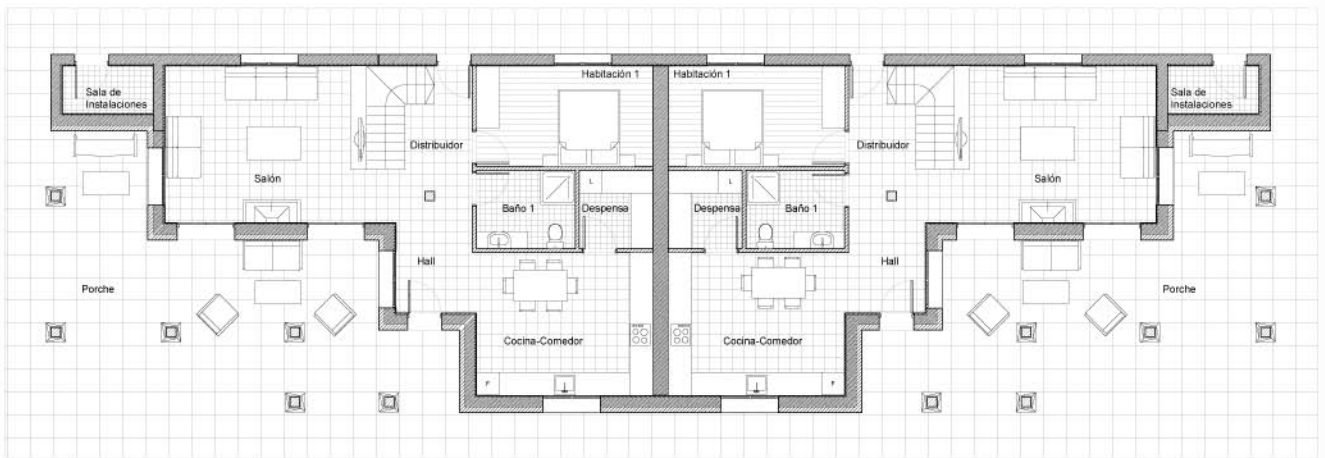 Habitación 1
Habitación 1
Sala de
Instalaciones
Sala de
Instalaciones
Distribuidor
Distribuidor
Salón
Salón
L
L
Baño 1
Despensa
Despensa
Baño 1
Hall
Hall
Porche
Porche
Cocina-Comedor
Cocina-Comedor
F
F